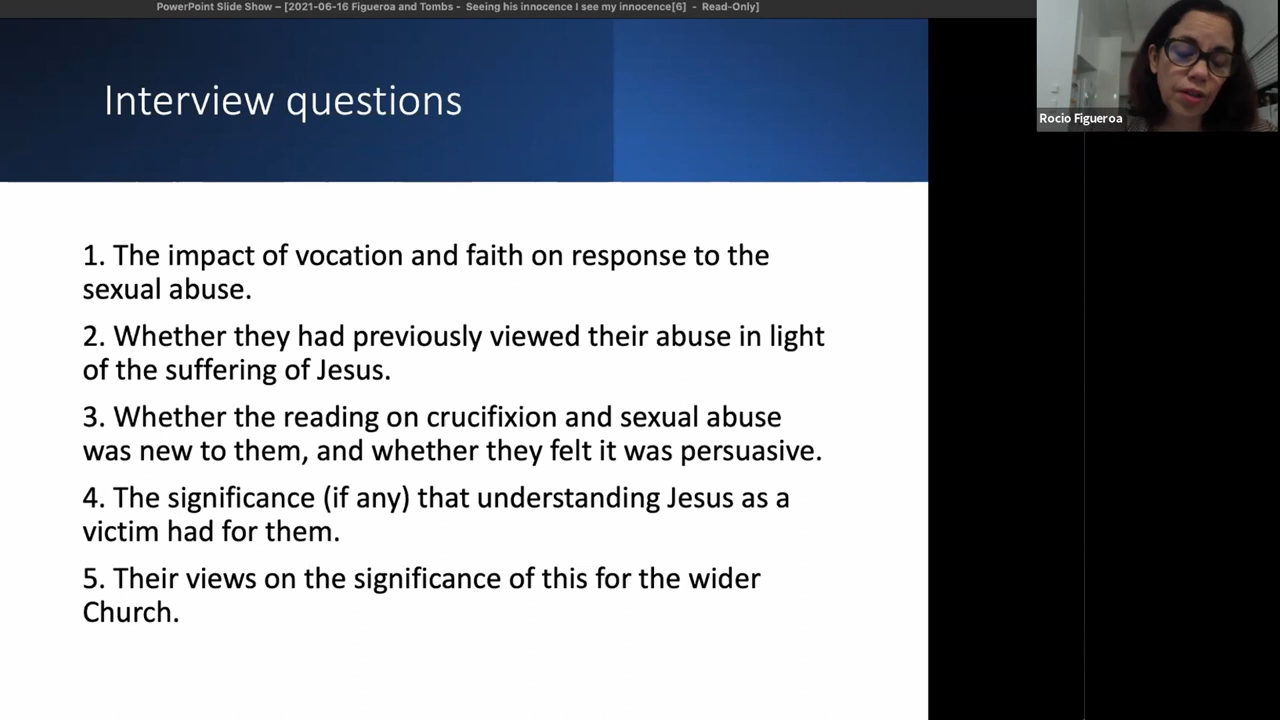 PowerPoint Slide Show – [2021-06-16 Figueroa and Tombs - Seeing his innocence I see my innocence[6] - Read-Only]
Interview questions
Rocio Figueroa
1. The impact of vocation and faith on response to the
sexual abuse.
2. Whether they had previously viewed their abuse in light
of the suffering of Jesus.
3. Whether the reading on crucifixion and sexual abuse
was new to them, and whether they felt it was persuasive.
4. The significance (if any) that understanding Jesus as a
victim had for them.
5. Their views on the significance of this for the wider
Church.